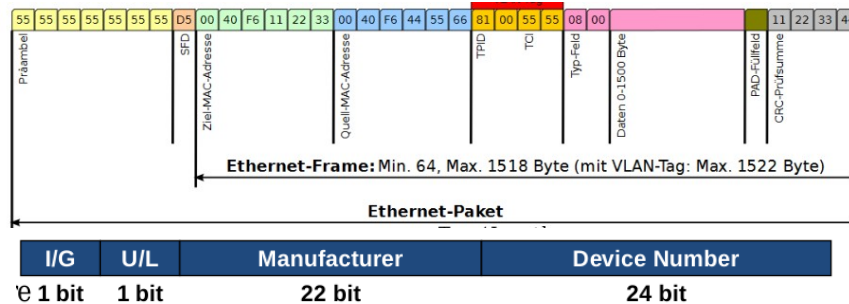 55 55 55 55 55 55 55 D5 00 40 F6 11 22 33 00 40 F6 44 55 66 81 00 55 55 08 00 11 22 33
Präambel
SFD
Ziel-MAC-Adresse
Quell-MAC-Adresse
TPID
TCI
Typ-Feld
Daten 0-1500 Byte
PAD-Füllfeld
CRC-Prüfsumme
Ethernet-Frame: Min. 64, Max. 1518 Byte (mit VLAN-Tag: Max. 1522 Byte)
Ethernet-Paket
I/G U/L Manufacturer Device Number
1 bit 1 bit 22 bit 24 bit